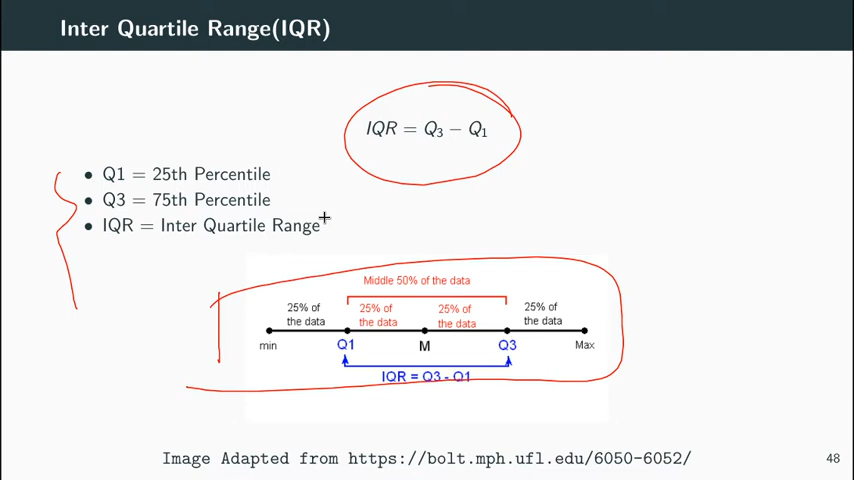 Inter Quartile Range(IQR)
IQR = Q₃ − Q₁
• Q1 = 25th Percentile
• Q3 = 75th Percentile
• IQR = Inter Quartile Range
Middle 50% of the data
25% of the data 25% of the data 25% of the data 25% of the data
min Q1 M Q3 Max
IQR = Q3 - Q1
Image Adapted from https://bolt.mph.ufl.edu/6050-6052/
48